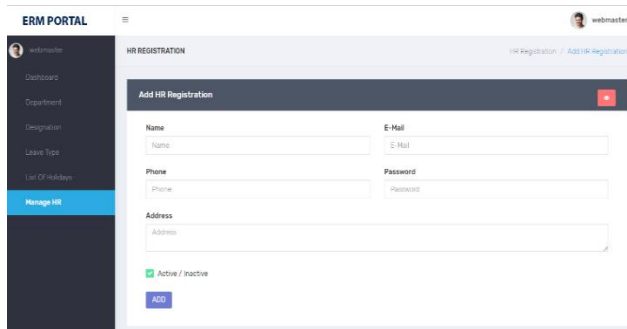 ERM PORTAL
webmaster
webmaster
HR REGISTRATION
HR Registration / Add HR Registration
Dashboard
Department
Designation
Leave Type
List Of Holidays
Manage HR
Add HR Registration
Name
E-Mail
Name
E-Mail
Phone
Password
Phone
Password
Address
Address
Active / Inactive
ADD